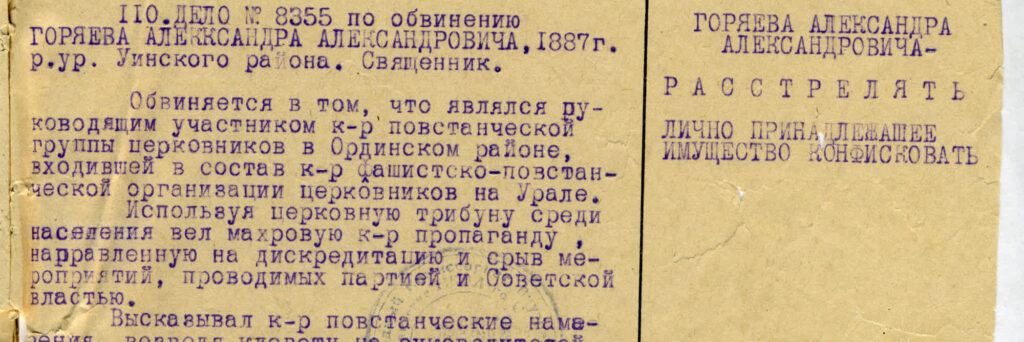 110.ДЕЛО № 8355 по обвинению
ГОРЯЕВА АЛЕККСАНДРА АЛЕКСАНДРОВИЧА,1887г.
р.ур. Уинского района. Священник.
Обвиняется в том, что являлся ру-
ководящим участником к-р повстанческой
группы церковников в Ординском районе,
входившей в состав к-р фашистско-повстан-
ческой организации церковников на Урале.
Используя церковную трибуну среди
населения вел махровую к-р пропаганду ,
направленную на дискредитацию и срыв ме-
роприятий, проводимых партией и Советской
властью.
Высказывал к-р повстанческие наме-
ГОРЯЕВА АЛЕКСАНДРА
АЛЕКСАНДРОВИЧА-
Р А С С Т Р Е Л Я Т Ь
ЛИЧНО ПРИНАДЛЕЖАЩЕЕ
ИМУЩЕСТВО КОНФИСКОВАТЬ